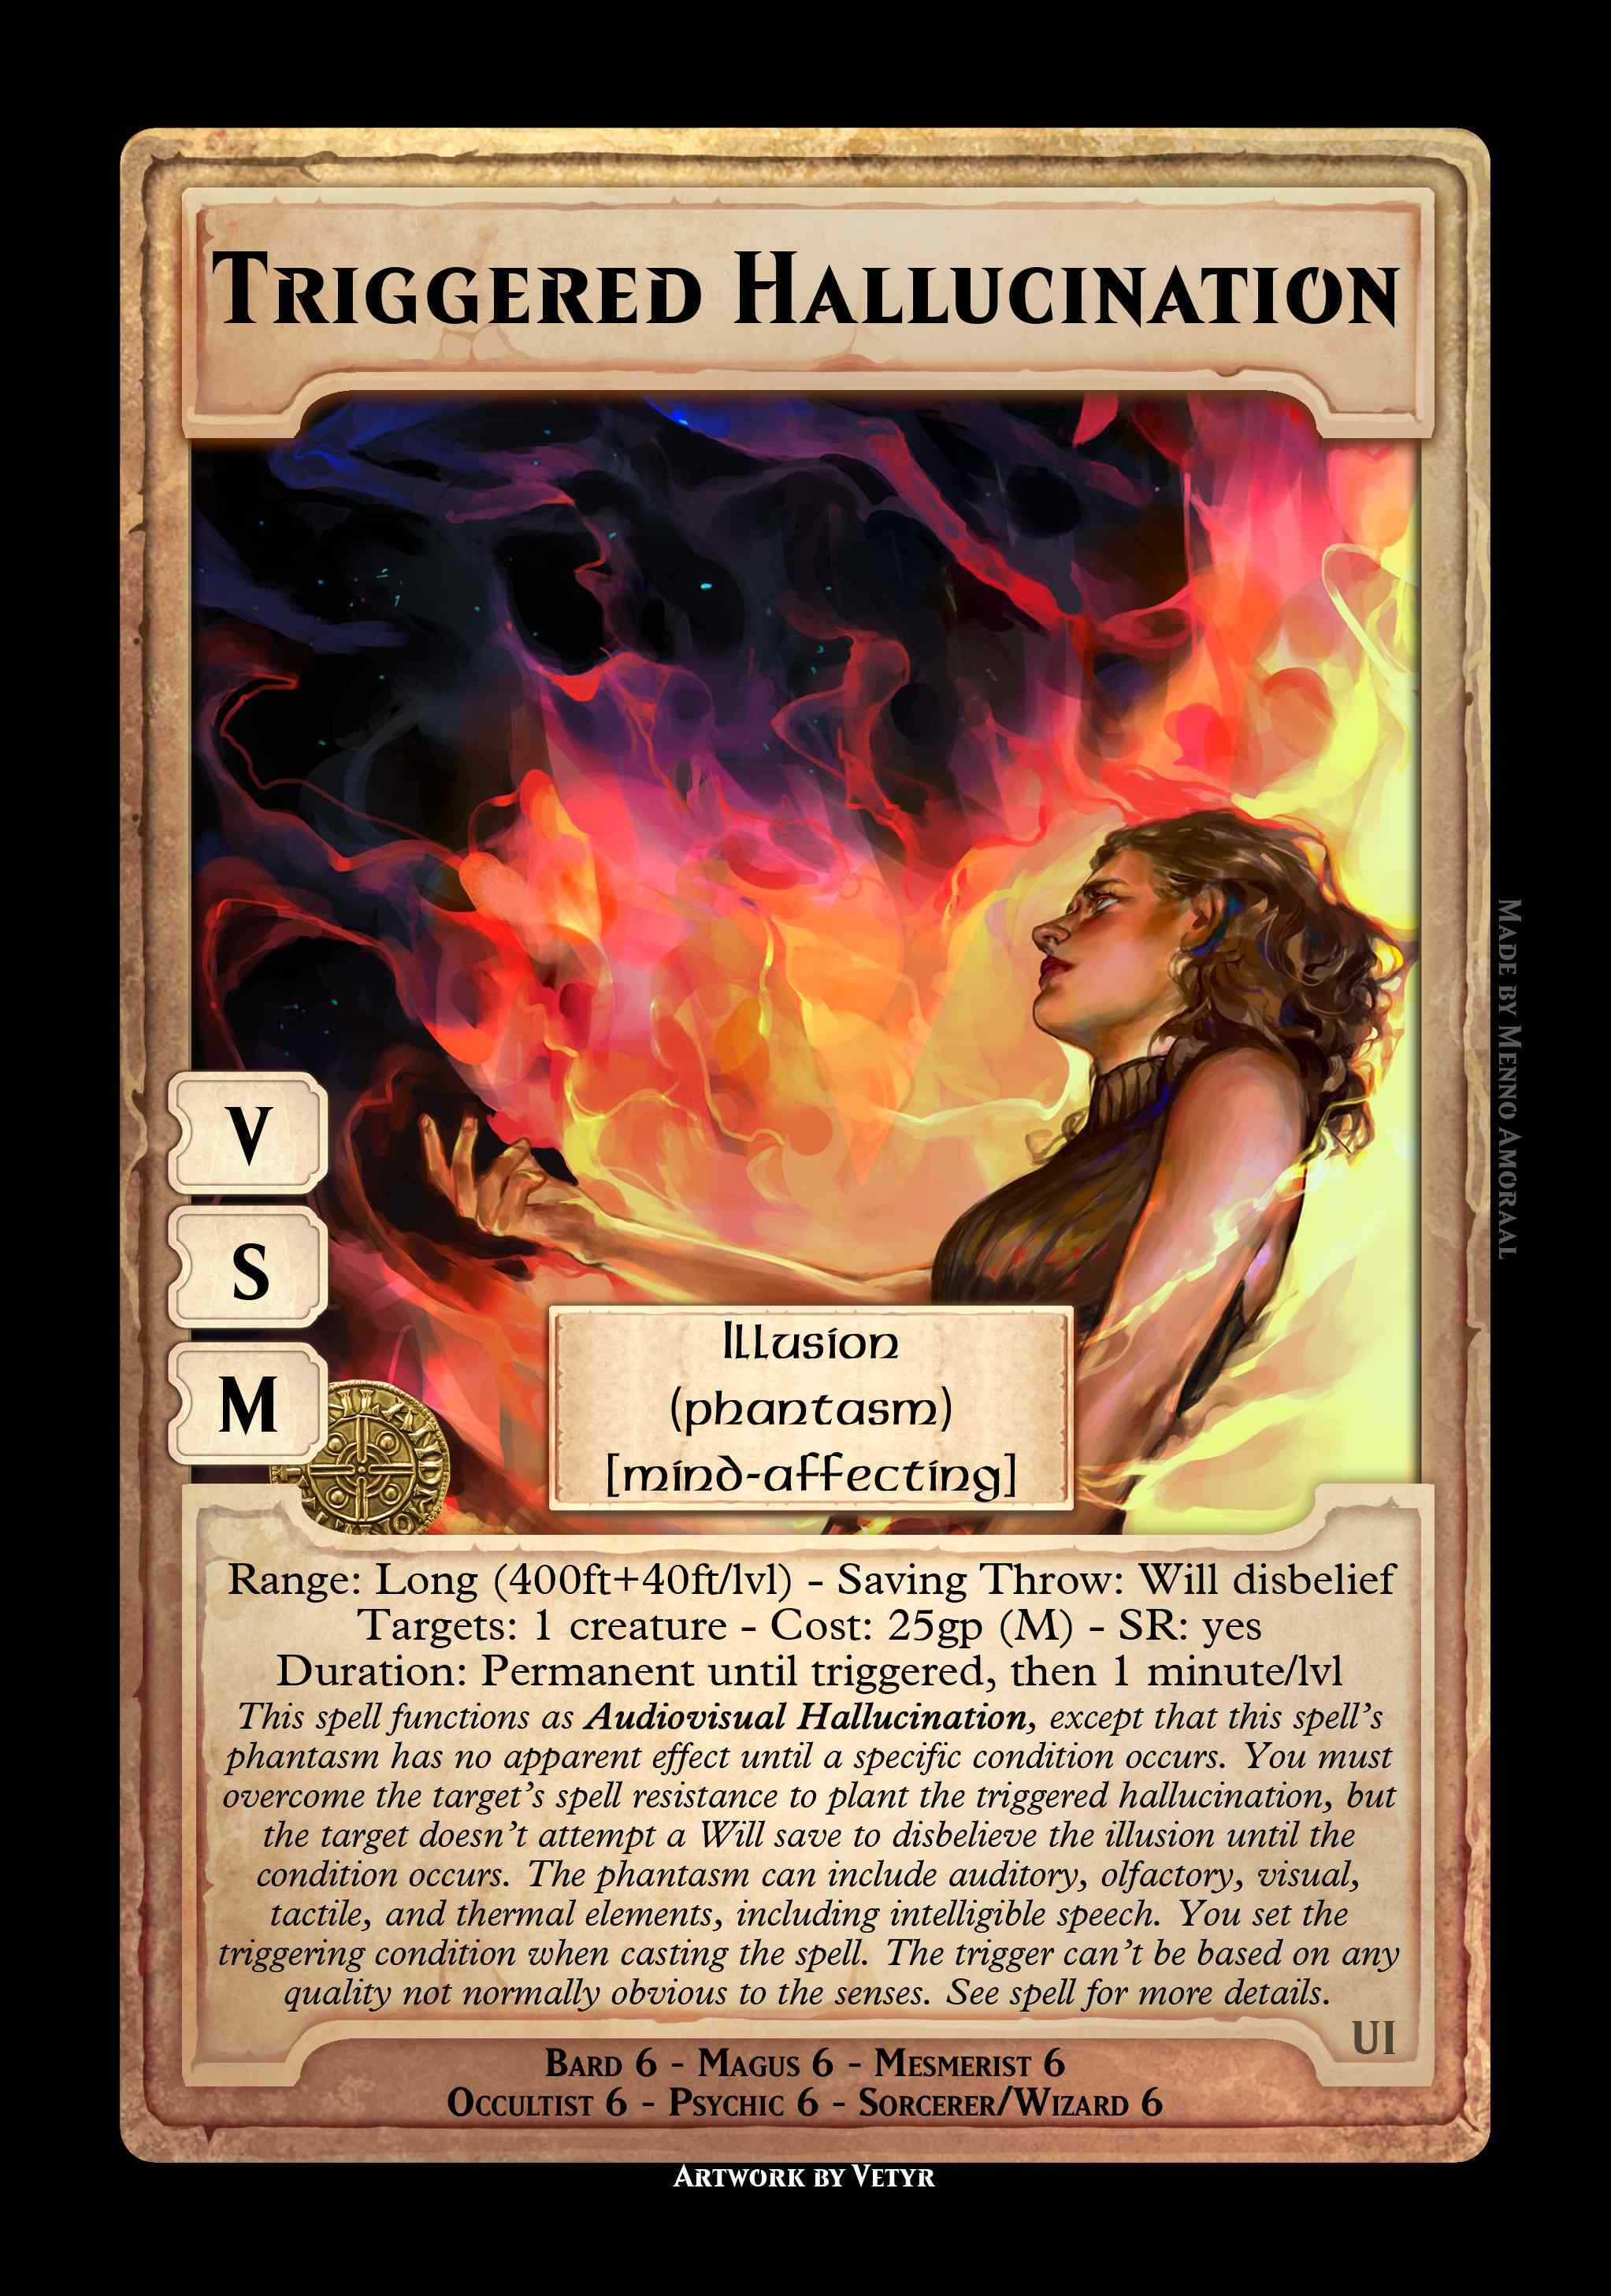 Triggered Hallucination
Made by Menno Amoraal
V
S
M
Illusion
(phantasm)
[mind-affecting]
Range: Long (400ft+40ft/lvl) - Saving Throw: Will disbelief
Targets: 1 creature - Cost: 25gp (M) - SR: yes
Duration: Permanent until triggered, then 1 minute/lvl
This spell functions as Audiovisual Hallucination, except that this spell's
phantasm has no apparent effect until a specific condition occurs. You must
overcome the target's spell resistance to plant the triggered hallucination, but
the target doesn't attempt a Will save to disbelieve the illusion until the
condition occurs. The phantasm can include auditory, olfactory, visual,
tactile, and thermal elements, including intelligible speech. You set the
triggering condition when casting the spell. The trigger can't be based on any
quality not normally obvious to the senses. See spell for more details.
UI
Bard 6 - Magus 6 - Mesmerist 6
Occultist 6 - Psychic 6 - Sorcerer/Wizard 6
Artwork by Vetyr